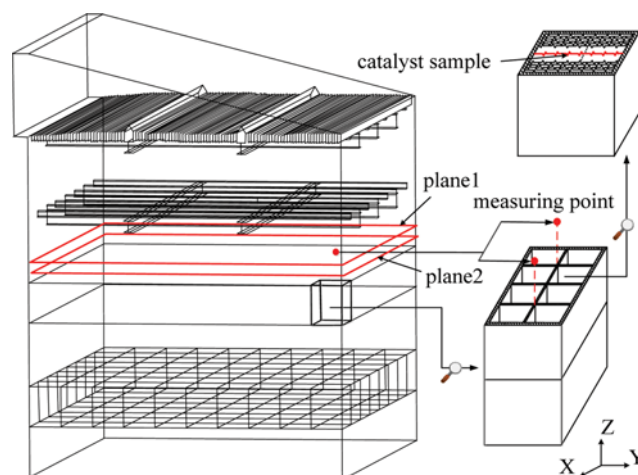 catalyst sample
plane1
measuring point
plane2
Z
X
Y